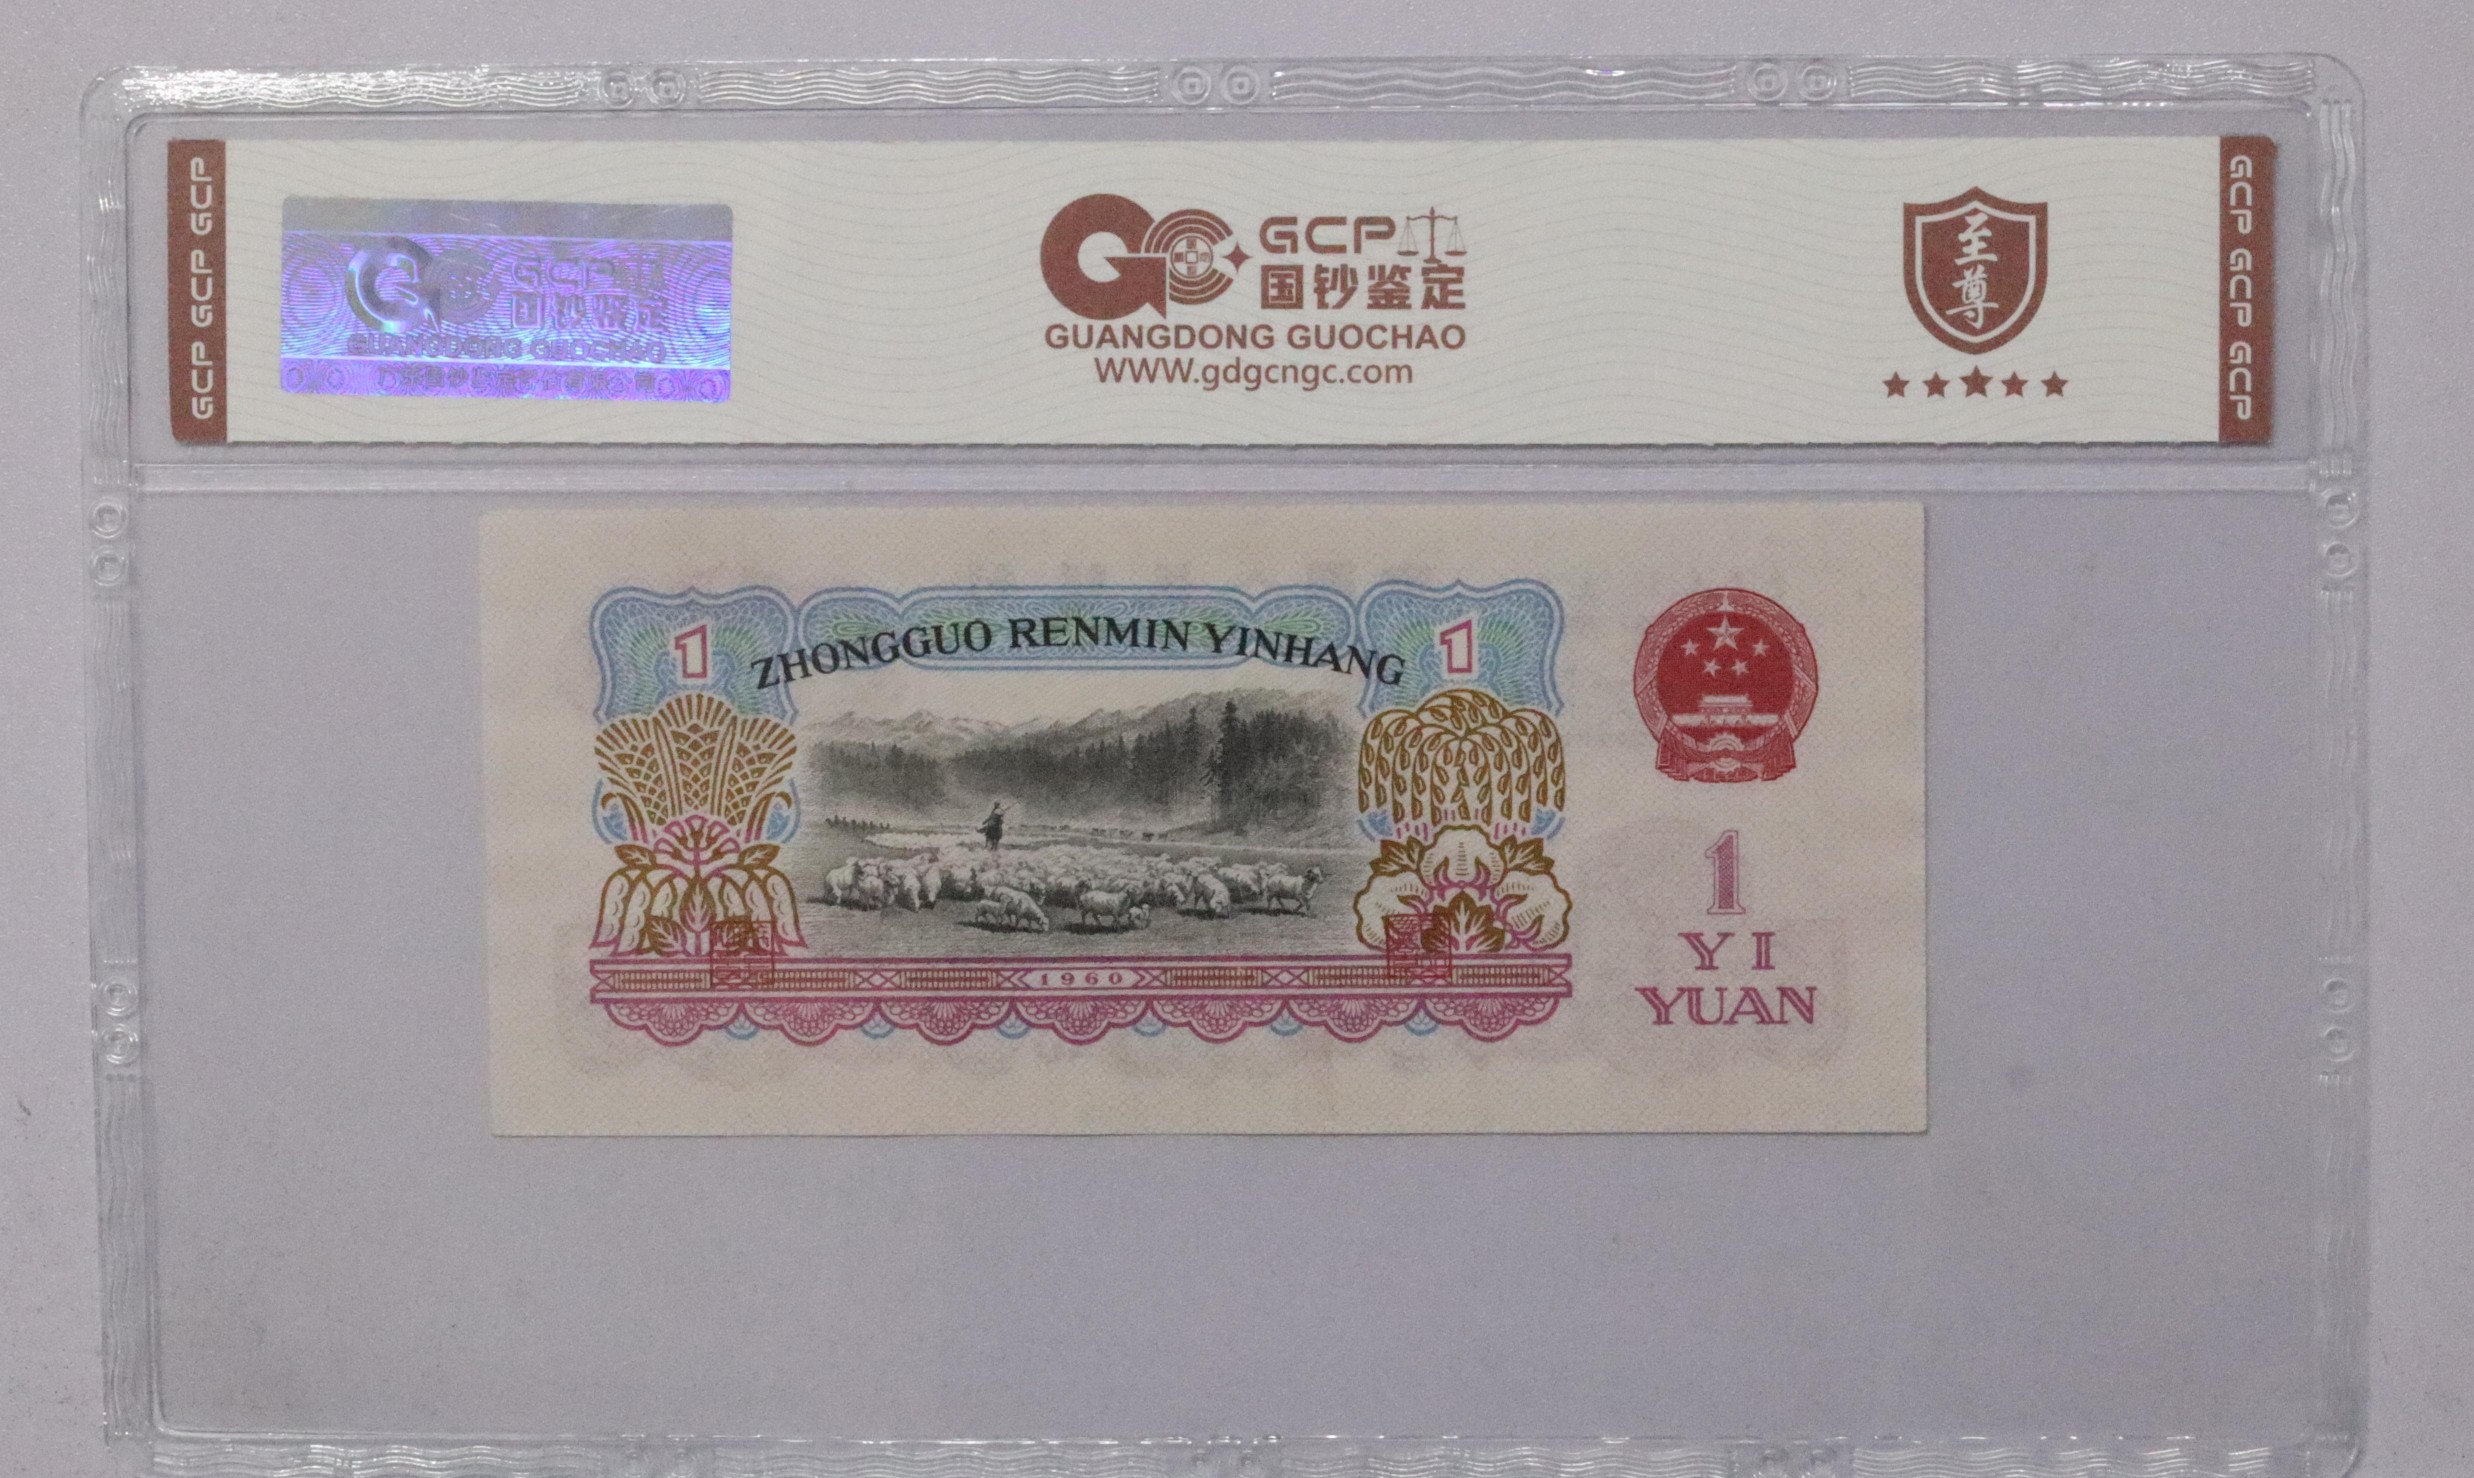 GCP GCP GCP
GCP
国钞鉴定
GUANGDONG GUOCHAO
GCP
国钞鉴定
GUANGDONG GUOCHAO
WWW.gdgcngc.com
至尊
GCP GCP GCP
1
ZHONGGUO RENMIN YINHANG
1
1960
1
YI
YUAN